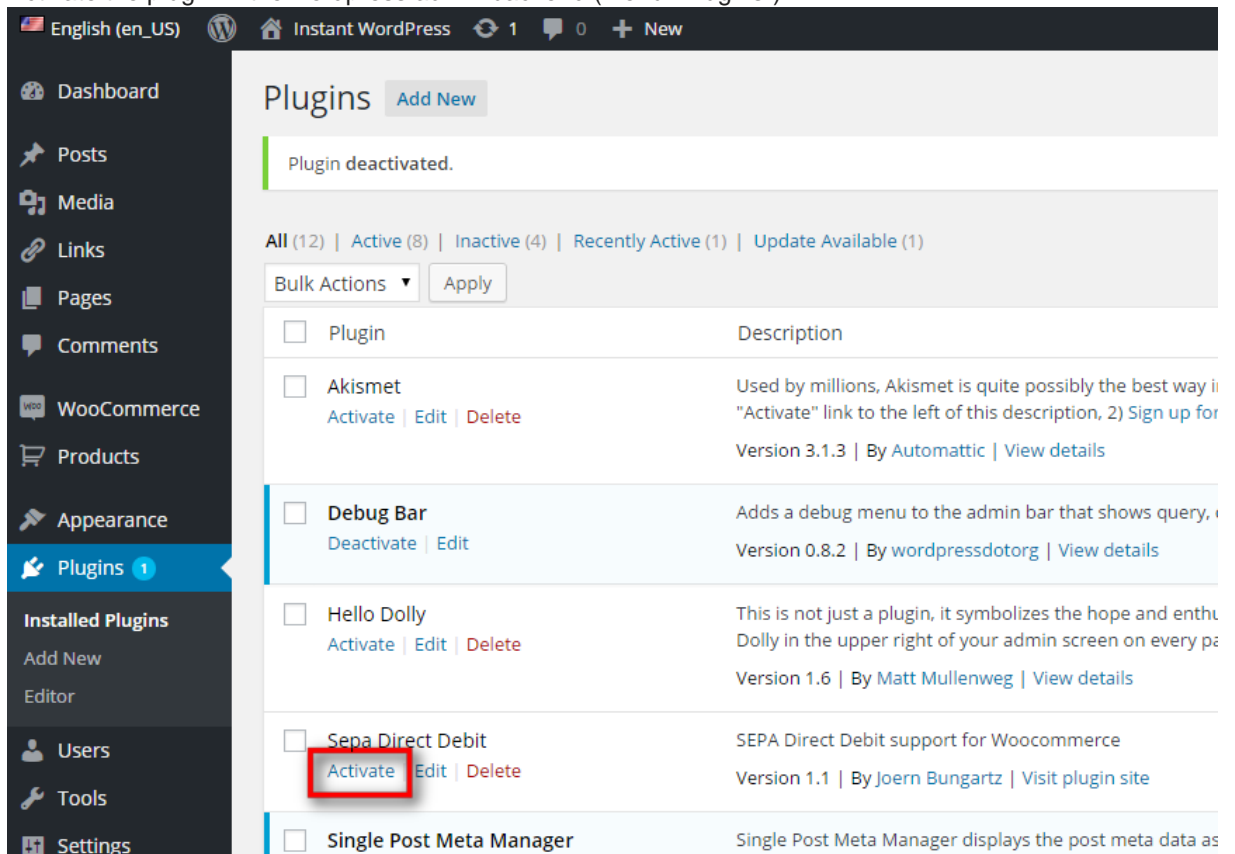 English (en_US) Instant WordPress 1 0 + New
Dashboard
Posts
Media
Links
Pages
Comments
WOO WooCommerce
Products
Appearance
Plugins 1
Installed Plugins
Add New
Editor
Users
Tools
Settings
Plugins Add New
Plugin deactivated.
All (12) | Active (8) | Inactive (4) | Recently Active (1) | Update Available (1)
Bulk Actions Apply
Plugin Description
Akismet
Activate | Edit | Delete
Used by millions, Akismet is quite possibly the best way
"Activate" link to the left of this description, 2) Sign up for
Version 3.1.3 | By Automattic | View details
Debug Bar
Deactivate | Edit
Adds a debug menu to the admin bar that shows query,
Version 0.8.2 | By wordpressdotorg | View details
Hello Dolly
Activate | Edit | Delete
This is not just a plugin, it symbolizes the hope and
Dolly in the upper right of your admin screen on every
Version 1.6 | By Matt Mullenweg | View details
Sepa Direct Debit
Activate | Edit | Delete
SEPA Direct Debit support for Woocommerce
Version 1.1 | By Joern Bungartz | Visit plugin site
Single Post Meta Manager
Single Post Meta Manager displays the post meta data as